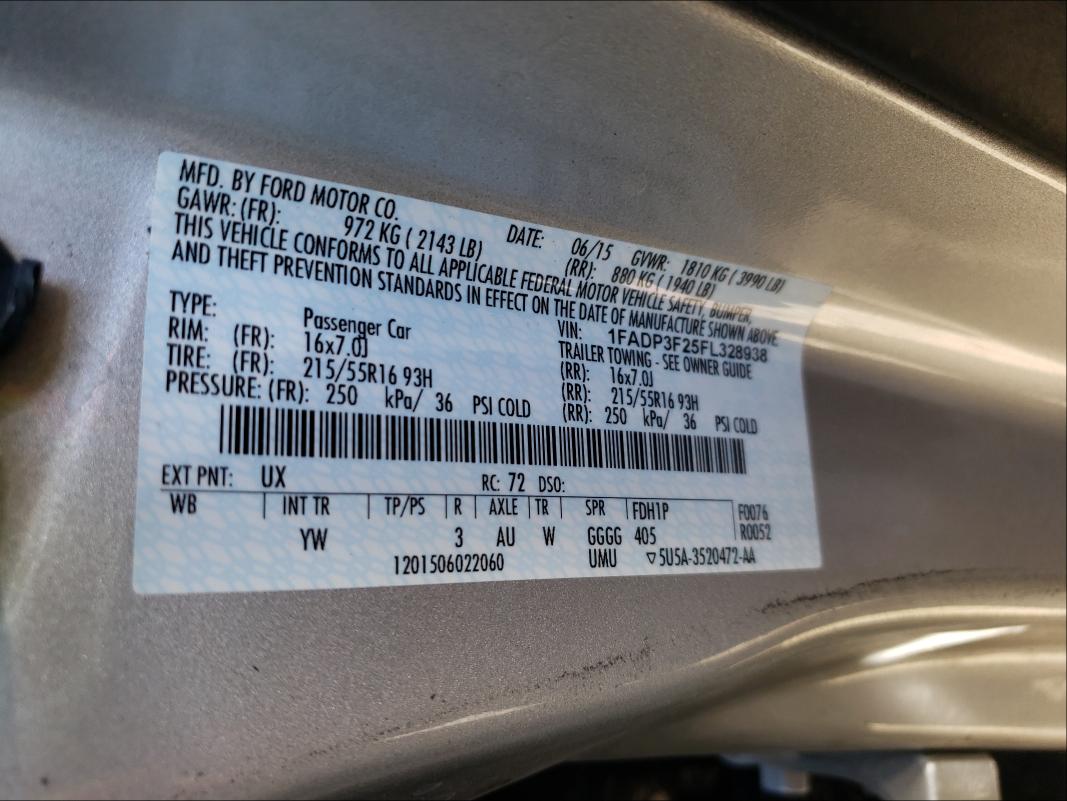 MFD. BY FORD MOTOR CO. DATE: 06/15 GVWR: 1810 KG ( 3990 LB)
GAWR: (FR): 972 KG ( 2143 LB) (RR): 880 KG ( 1940 LB)
THIS VEHICLE CONFORMS TO ALL APPLICABLE FEDERAL MOTOR VEHICLE SAFETY, BUMPER,
AND THEFT PREVENTION STANDARDS IN EFFECT ON THE DATE OF MANUFACTURE SHOWN ABOVE
VIN: 1FADP3F25FL328938
TYPE: Passenger Car TRAILER TOWING - SEE OWNER GUIDE
RIM: (FR): 16x7.0J (RR): 16x7.0J
TIRE: (FR): 215/55R16 93H (RR): 215/55R16 93H
PRESSURE: (FR): 250 kPa/ 36 PSI COLD (RR): 250 kPa/ 36 PSI COLD
EXT PNT: UX RC: 72 DSO:
WB INT TR TP/PS R AXLE TR SPR FDH1P F0076
YW 3 AU W GGGG 405 R0052
1201506022060 UMU ▽5U5A-3520472-AA